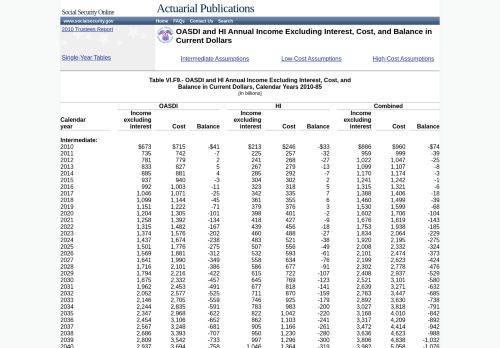 Social Security Online
Actuarial Publications
www.socialsecurity.gov Home FAQs Contact Us Search
2010 Trustees Report
OASDI and HI Annual Income Excluding Interest, Cost, and Balance in
Current Dollars
Single-Year Tables Intermediate Assumptions Low-Cost Assumptions High-Cost Assumptions
Table VI.F9.- OASDI and HI Annual Income Excluding Interest, Cost, and
Balance in Current Dollars, Calendar Years 2010-85
[In billions]
OASDI HI Combined
Income Income Income
Calendar excluding excluding excluding
year interest Cost Balance interest Cost Balance interest Cost Balance
Intermediate:
2010 $673 $715 -$41 $213 $246 -$33 $886 $960 -$74
2011 735 742 -7 225 257 -32 959 999 -39
2012 781 779 2 241 268 -27 1,022 1,047 -25
2013 833 827 5 267 279 -13 1,099 1,107 -8
2014 885 881 4 285 292 -7 1,170 1,174 -3
2015 937 940 -3 304 302 2 1,241 1,242 -1
2016 992 1,003 -11 323 318 5 1,315 1,321 -6
2017 1,046 1,071 -25 342 335 7 1,388 1,406 -18
2018 1,099 1,144 -45 361 355 6 1,460 1,499 -39
2019 1,151 1,222 -71 379 376 3 1,530 1,599 -68
2020 1,204 1,305 -101 398 401 -2 1,602 1,706 -104
2021 1,258 1,392 -134 418 427 -9 1,676 1,819 -143
2022 1,315 1,482 -167 439 456 -18 1,753 1,938 -185
2023 1,374 1,576 -202 460 488 -27 1,834 2,064 -229
2024 1,437 1,674 -238 483 521 -38 1,920 2,195 -275
2025 1,501 1,776 -275 507 556 -49 2,008 2,332 -324
2026 1,569 1,881 -312 532 593 -61 2,101 2,474 -373
2027 1,641 1,990 -349 558 634 -76 2,199 2,623 -424
2028 1,716 2,101 -386 586 677 -91 2,302 2,778 -476
2029 1,794 2,216 -422 615 722 -107 2,408 2,937 -529
2030 1,875 2,332 -457 645 769 -124 2,521 3,101 -580
2031 1,962 2,453 -491 677 818 -141 2,639 3,271 -632
2032 2,052 2,577 -525 711 870 -159 2,763 3,447 -685
2033 2,146 2,705 -559 746 925 -179 2,892 3,630 -738
2034 2,244 2,835 -591 783 983 -200 3,027 3,818 -791
2035 2,347 2,968 -622 822 1,042 -220 3,168 4,010 -842
2036 2,454 3,106 -652 862 1,103 -241 3,317 4,209 -892
2037 2,567 3,248 -681 905 1,166 -261 3,472 4,414 -942
2038 2,686 3,393 -707 950 1,230 -280 3,636 4,623 -988
2039 2,809 3,542 -733 997 1,296 -300 3,806 4,838 -1,032
2040 2,937 3,694 -758 1,046 1,364 -319 3,982 5,058 -1,076